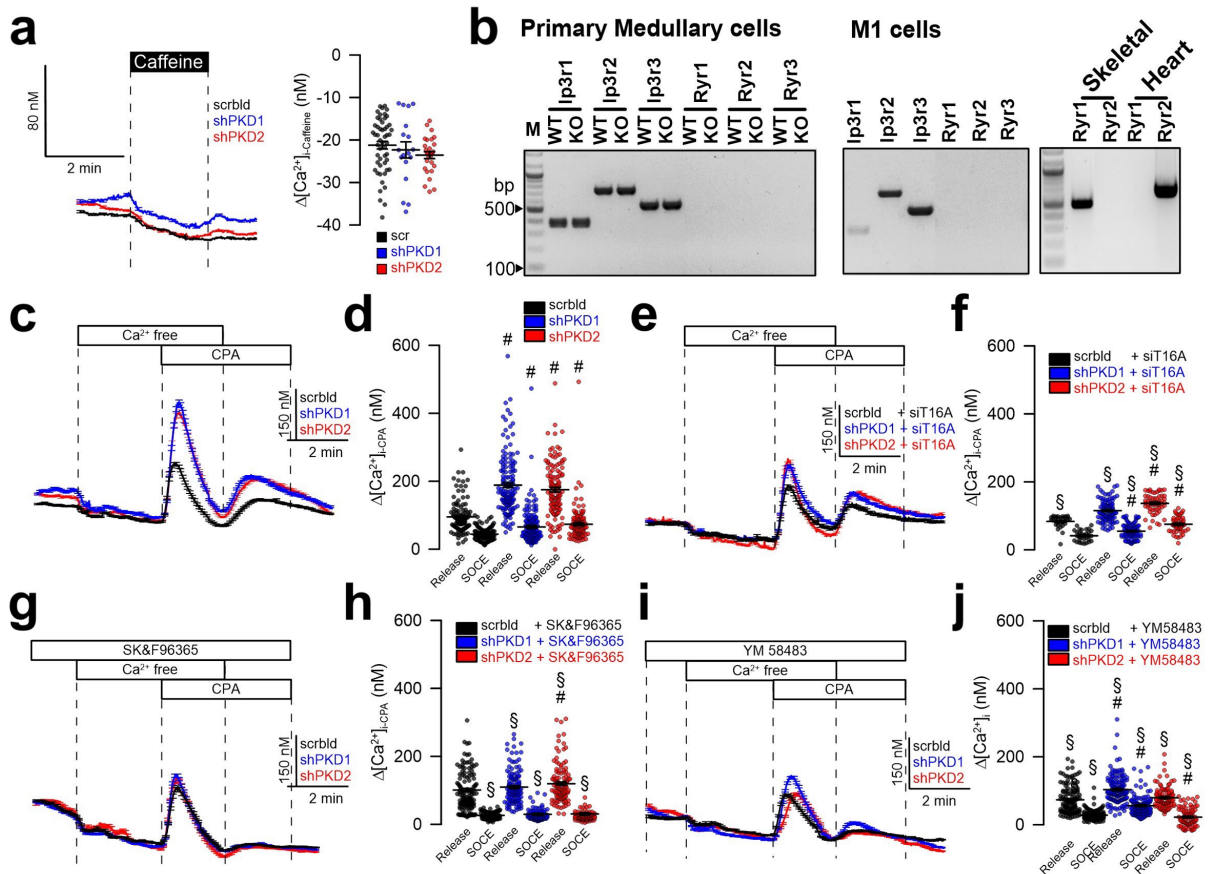 a
Caffeine
80 nM
2 min
scrbld
shPKD1
shPKD2
Δ[Ca²⁺]i-Caffeine (nM)
0
-10
-20
-30
-40
scr
shPKD1
shPKD2
b
Primary Medullary cells
Ip3r1
Ip3r2
Ip3r3
Ryr1
Ryr2
Ryr3
M
WT
KO
WT
KO
WT
KO
WT
KO
WT
KO
WT
KO
bp
500
100
M1 cells
Ip3r1
Ip3r2
Ip3r3
Ryr1
Ryr2
Ryr3
Skeletal
Heart
Ryr1
Ryr2
Ryr1
Ryr2
c
Ca²⁺ free
CPA
150 nM
scrbld
shPKD1
shPKD2
2 min
d
scrbld
shPKD1
shPKD2
Δ[Ca²⁺]i-CPA (nM)
600
400
200
0
# # # #
Release
SOCE
Release
SOCE
Release
SOCE
e
Ca²⁺ free
CPA
150 nM
scrbld + siT16A
shPKD1 + siT16A
shPKD2 + siT16A
2 min
f
scrbld + siT16A
shPKD1 + siT16A
shPKD2 + siT16A
Δ[Ca²⁺]i-CPA (nM)
600
400
200
0
§ § § § §
# # #
Release
SOCE
Release
SOCE
Release
SOCE
g
SK&F96365
Ca²⁺ free
CPA
150 nM
scrbld
shPKD1
shPKD2
2 min
h
scrbld + SK&F96365
shPKD1 + SK&F96365
shPKD2 + SK&F96365
Δ[Ca²⁺]i-CPA (nM)
600
400
200
0
§ § § § §
#
Release
SOCE
Release
SOCE
Release
SOCE
i
YM 58483
Ca²⁺ free
CPA
150 nM
scrbld
shPKD1
shPKD2
2 min
j
scrbld + YM58483
shPKD1 + YM58483
shPKD2 + YM58483
Δ[Ca²⁺]i (nM)
600
400
200
0
§ § § § § §
# # #
Release
SOCE
Release
SOCE
Release
SOCE